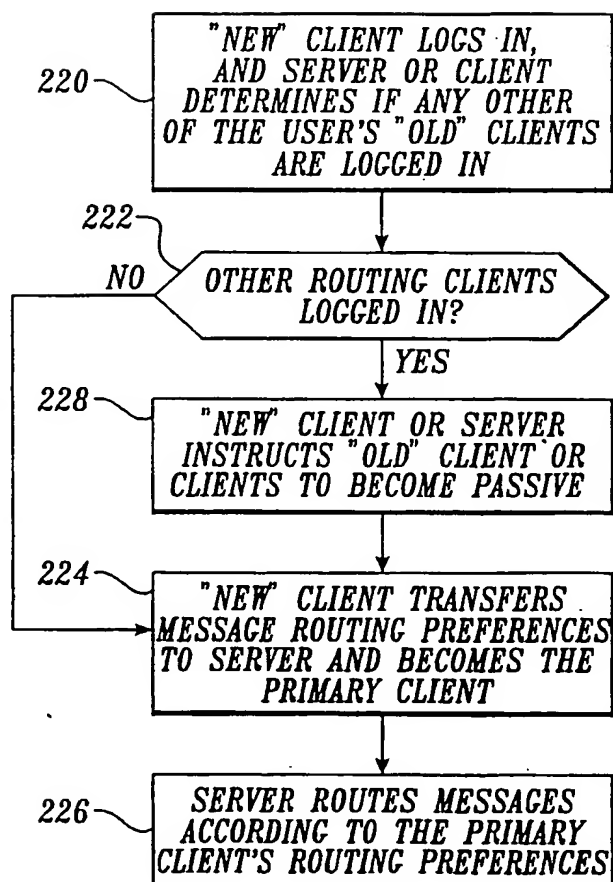 220
"NEW" CLIENT LOGS IN,
AND SERVER OR CLIENT
DETERMINES IF ANY OTHER
OF THE USER'S "OLD" CLIENTS
ARE LOGGED IN
222
NO
OTHER ROUTING CLIENTS
LOGGED IN?
YES
228
"NEW" CLIENT OR SERVER
INSTRUCTS "OLD" CLIENT OR
CLIENTS TO BECOME PASSIVE
224
"NEW" CLIENT TRANSFERS
MESSAGE ROUTING PREFERENCES
TO SERVER AND BECOMES THE
PRIMARY CLIENT
226
SERVER ROUTES MESSAGES
ACCORDING TO THE PRIMARY
CLIENT'S ROUTING PREFERENCES